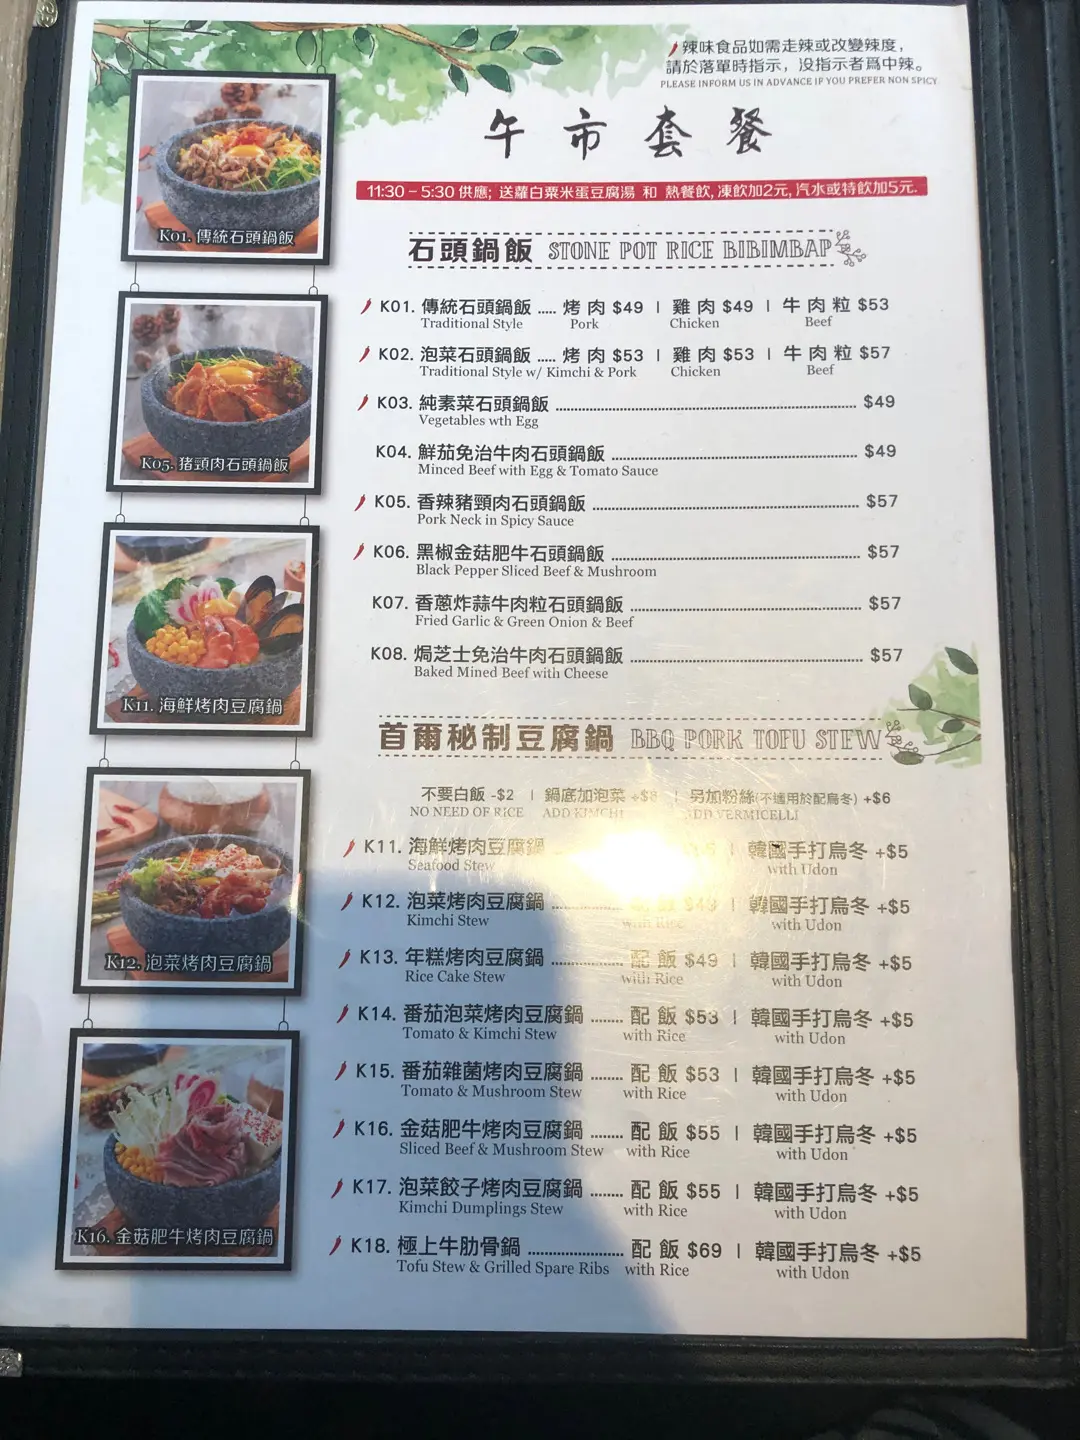 辣味食品如需走辣或改變辣度,
請於落單時指示, 没指示者爲中辣。
PLEASE INFORM US IN ADVANCE IF YOU PREFER NON SPICY
午市套餐
11:30 – 5:30 供應; 送蘿白粟米蛋豆腐湯 和 熱餐飲, 凍飲加2元, 汽水或特飲加5元.
石頭鍋飯 STONE POT RICE BIBIMBAP
K01. 傳統石頭鍋飯 ..... 烤肉 $49 | 雞肉 $49 | 牛肉粒 $53
Traditional Style Pork Chicken Beef
K02. 泡菜石頭鍋飯 ..... 烤肉 $53 | 雞肉 $53 | 牛肉粒 $57
Traditional Style w/ Kimchi & Pork Chicken Beef
K03. 純素菜石頭鍋飯 ..... $49
Vegetables wth Egg
K04. 鮮茄免治牛肉石頭鍋飯 ..... $49
Minced Beef with Egg & Tomato Sauce
K05. 香辣豬頸肉石頭鍋飯 ..... $57
Pork Neck in Spicy Sauce
K06. 黑椒金菇肥牛石頭鍋飯 ..... $57
Black Pepper Sliced Beef & Mushroom
K07. 香蔥炸蒜牛肉粒石頭鍋飯 ..... $57
Fried Garlic & Green Onion & Beef
K08. 焗芝士免治牛肉石頭鍋飯 ..... $57
Baked Mined Beef with Cheese
首爾秘制豆腐鍋 BBQ PORK TOFU STEW
不要白飯 -$2 | 鍋底加泡菜 +$8 | 另加粉絲(不適用於配烏冬) +$6
NO NEED OF RICE ADD KIMCHI ADD VERMICELLI
K11. 海鮮烤肉豆腐鍋 | 韓國手打烏冬 +$5
Seafood Stew with Udon
K12. 泡菜烤肉豆腐鍋 ..... $49 | 韓國手打烏冬 +$5
Kimchi Stew with Rice with Udon
K13. 年糕烤肉豆腐鍋 ..... 配飯 $49 | 韓國手打烏冬 +$5
Rice Cake Stew with Rice with Udon
K14. 番茄泡菜烤肉豆腐鍋 ..... 配飯 $53 | 韓國手打烏冬 +$5
Tomato & Kimchi Stew with Rice with Udon
K15. 番茄雜菌烤肉豆腐鍋 ..... 配飯 $53 | 韓國手打烏冬 +$5
Tomato & Mushroom Stew with Rice with Udon
K16. 金菇肥牛烤肉豆腐鍋 ..... 配飯 $55 | 韓國手打烏冬 +$5
Sliced Beef & Mushroom Stew with Rice with Udon
K17. 泡菜餃子烤肉豆腐鍋 ..... 配飯 $55 | 韓國手打烏冬 +$5
Kimchi Dumplings Stew with Rice with Udon
K18. 極上牛肋骨鍋 ..... 配飯 $69 | 韓國手打烏冬 +$5
Tofu Stew & Grilled Spare Ribs with Rice with Udon
K01. 傳統石頭鍋飯
K05. 猪頸肉石頭鍋飯
K11. 海鮮烤肉豆腐鍋
K12. 泡菜烤肉豆腐鍋
K16. 金菇肥牛烤肉豆腐鍋